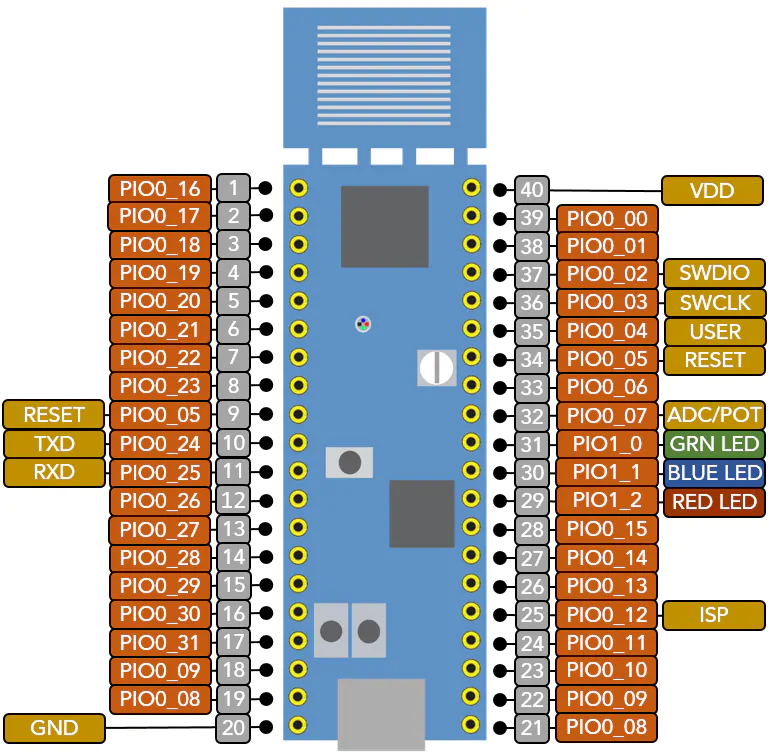 PIO0_16 1 40 VDD
PIO0_17 2 39 PIO0_00
PIO0_18 3 38 PIO0_01
PIO0_19 4 37 PIO0_02 SWDIO
PIO0_20 5 36 PIO0_03 SWCLK
PIO0_21 6 35 PIO0_04 USER
PIO0_22 7 34 PIO0_05 RESET
PIO0_23 8 33 PIO0_06
RESET PIO0_05 9 32 PIO0_07 ADC/POT
TXD PIO0_24 10 31 PIO1_0 GRN LED
RXD PIO0_25 11 30 PIO1_1 BLUE LED
PIO0_26 12 29 PIO1_2 RED LED
PIO0_27 13 28 PIO0_15
PIO0_28 14 27 PIO0_14
PIO0_29 15 26 PIO0_13
PIO0_30 16 25 PIO0_12 ISP
PIO0_31 17 24 PIO0_11
PIO0_09 18 23 PIO0_10
PIO0_08 19 22 PIO0_09
GND 20 21 PIO0_08